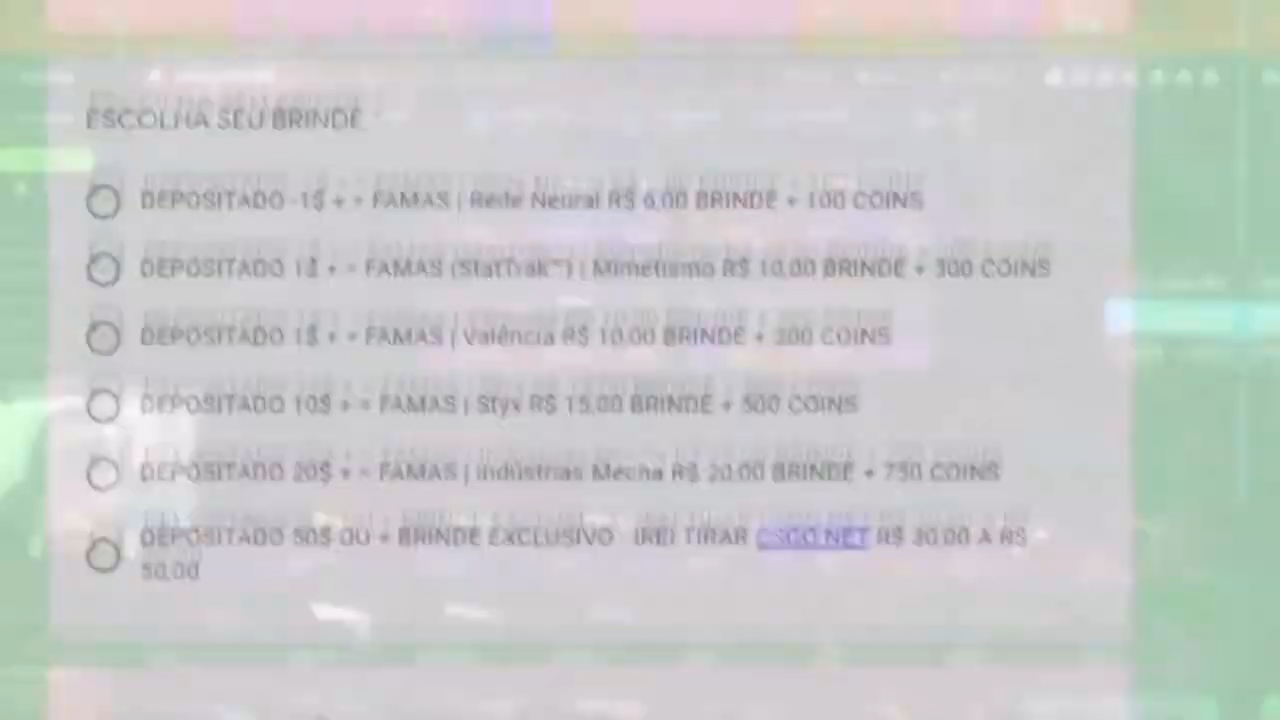 ESCOLHA SEU BRINDE
DEPOSITADO -1$ + - FAMAS | Rede Neural R$ 6,00 BRINDE + 100 COINS
DEPOSITADO 1$ + - FAMAS (StatTrak™) | Mimetismo R$ 10,00 BRINDE + 300 COINS
DEPOSITADO 1$ + - FAMAS | Valência R$ 10,00 BRINDE + 300 COINS
DEPOSITADO 10$ + - FAMAS | Styx R$ 15,00 BRINDE + 500 COINS
DEPOSITADO 20$ + - FAMAS | Indústrias Mecha R$ 20,00 BRINDE + 750 COINS
DEPOSITADO 50$ OU + BRINDE EXCLUSIVO IREI TIRAR CSGO.NET R$ 30,00 A R$
50,00